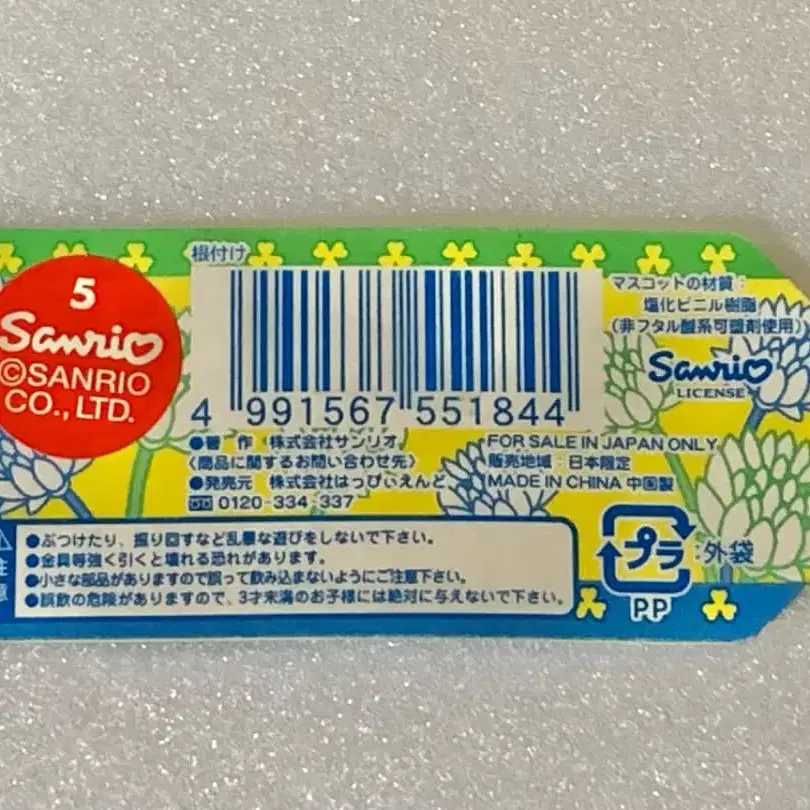 根付け
5
Sanrio
©SANRIO
CO., LTD.
4 991567 551844
マスコットの材質：
塩化ビニル樹脂
(非フタル酸系可塑剤使用)
Sanrio
LICENSE
●著 作 株式会社サンリオ
〈商品に関するお問い合わせ先〉
●発売元 株式会社はっぴぃえんど
0120-334-337
FOR SALE IN JAPAN ONLY
販売地域：日本限定
MADE IN CHINA 中国製
注意
●ぶつけたり、振り回すなど乱暴な遊びをしないで下さい。
●金具等強く引くと壊れる恐れがあります。
●小さな部品がありますので誤って飲み込まないようにご注意下さい。
●誤飲の危険がありますので、3才未満のお子様には絶対に与えないで下さい。
プラ
：外袋
PP